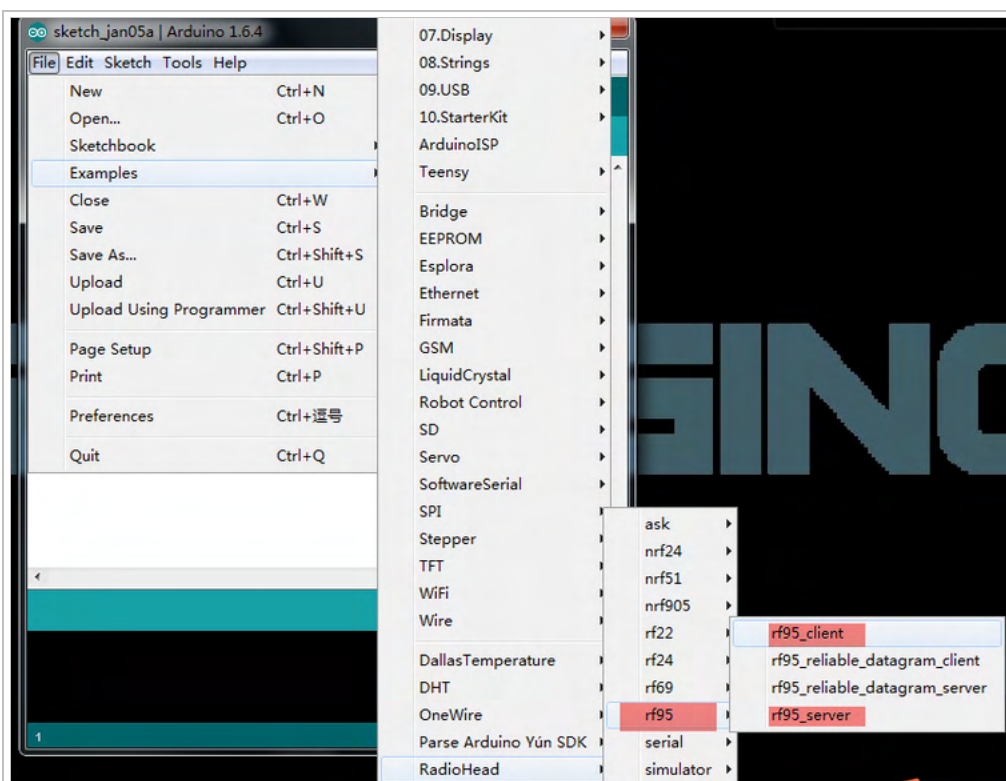 sketch_jan05a | Arduino 1.6.4
File Edit Sketch Tools Help
New Ctrl+N
Open... Ctrl+O
Sketchbook
Examples
Close Ctrl+W
Save Ctrl+S
Save As... Ctrl+Shift+S
Upload Ctrl+U
Upload Using Programmer Ctrl+Shift+U
Page Setup Ctrl+Shift+P
Print Ctrl+P
Preferences Ctrl+逗号
Quit Ctrl+Q
1
07.Display
08.Strings
09.USB
10.StarterKit
ArduinoISP
Teensy
Bridge
EEPROM
Esplora
Ethernet
Firmata
GSM
LiquidCrystal
Robot Control
SD
Servo
SoftwareSerial
SPI
Stepper
TFT
WiFi
Wire
DallasTemperature
DHT
OneWire
Parse Arduino Yún SDK
RadioHead
ask
nrf24
nrf51
nrf905
rf22
rf24
rf69
rf95
serial
simulator
rf95_client
rf95_reliable_datagram_client
rf95_reliable_datagram_server
rf95_server